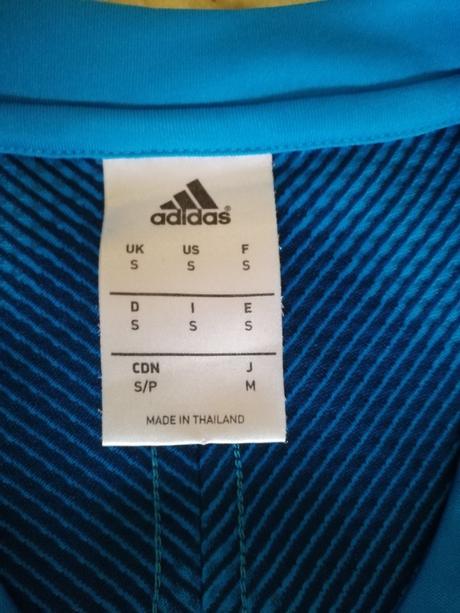 adidas®
UK US F
S S S
D I E
S S S
CDN J
S/P M
MADE IN THAILAND